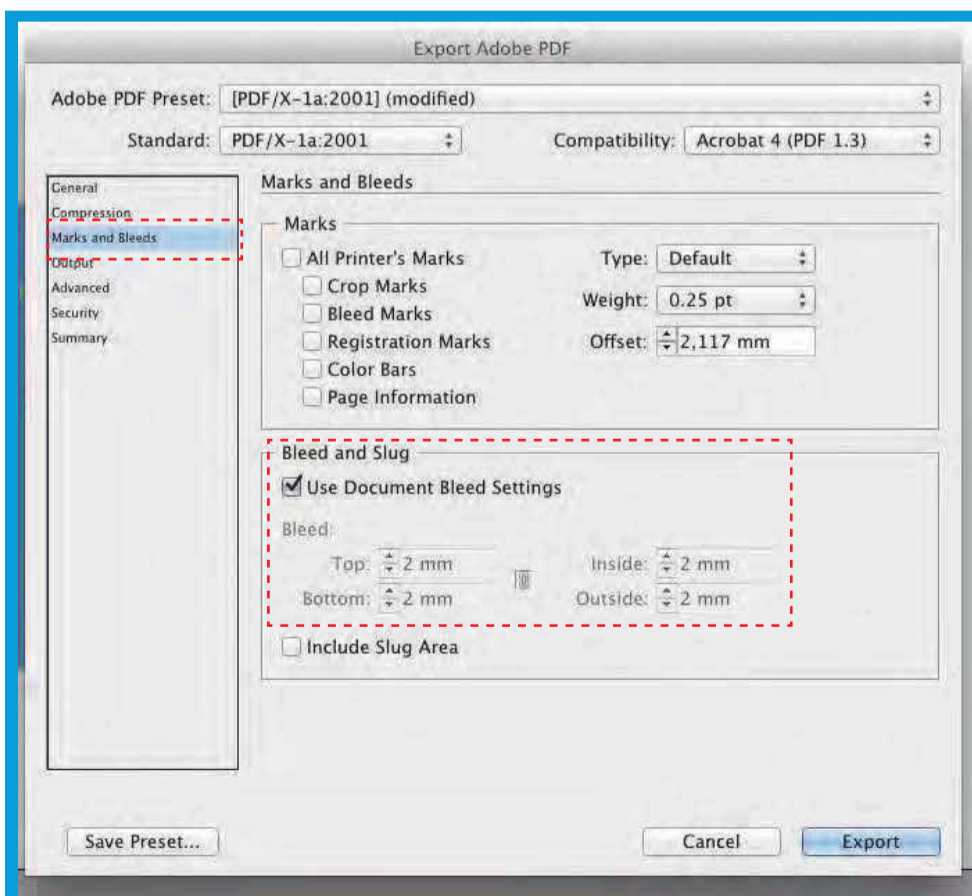 Export Adobe PDF
Adobe PDF Preset: [PDF/X-1a:2001] (modified)
Standard: PDF/X-1a:2001 Compatibility: Acrobat 4 (PDF 1.3)
General
Compression
Marks and Bleeds
Output
Advanced
Security
Summary
Marks and Bleeds
Marks
All Printer's Marks
Crop Marks
Bleed Marks
Registration Marks
Color Bars
Page Information
Type: Default
Weight: 0.25 pt
Offset: 2,117 mm
Bleed and Slug
Use Document Bleed Settings
Bleed:
Top: 2 mm Inside: 2 mm
Bottom: 2 mm Outside: 2 mm
Include Slug Area
Save Preset... Cancel Export